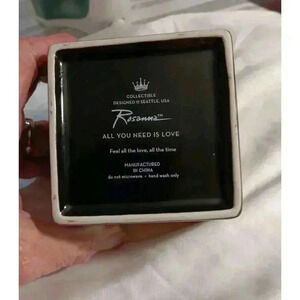 COLLECTIBLE
DESIGNED IN SEATTLE, USA
Rosanna™
ALL YOU NEED IS LOVE
Feel all the love, all the time
MANUFACTURED
IN CHINA
do not microwave • hand wash only